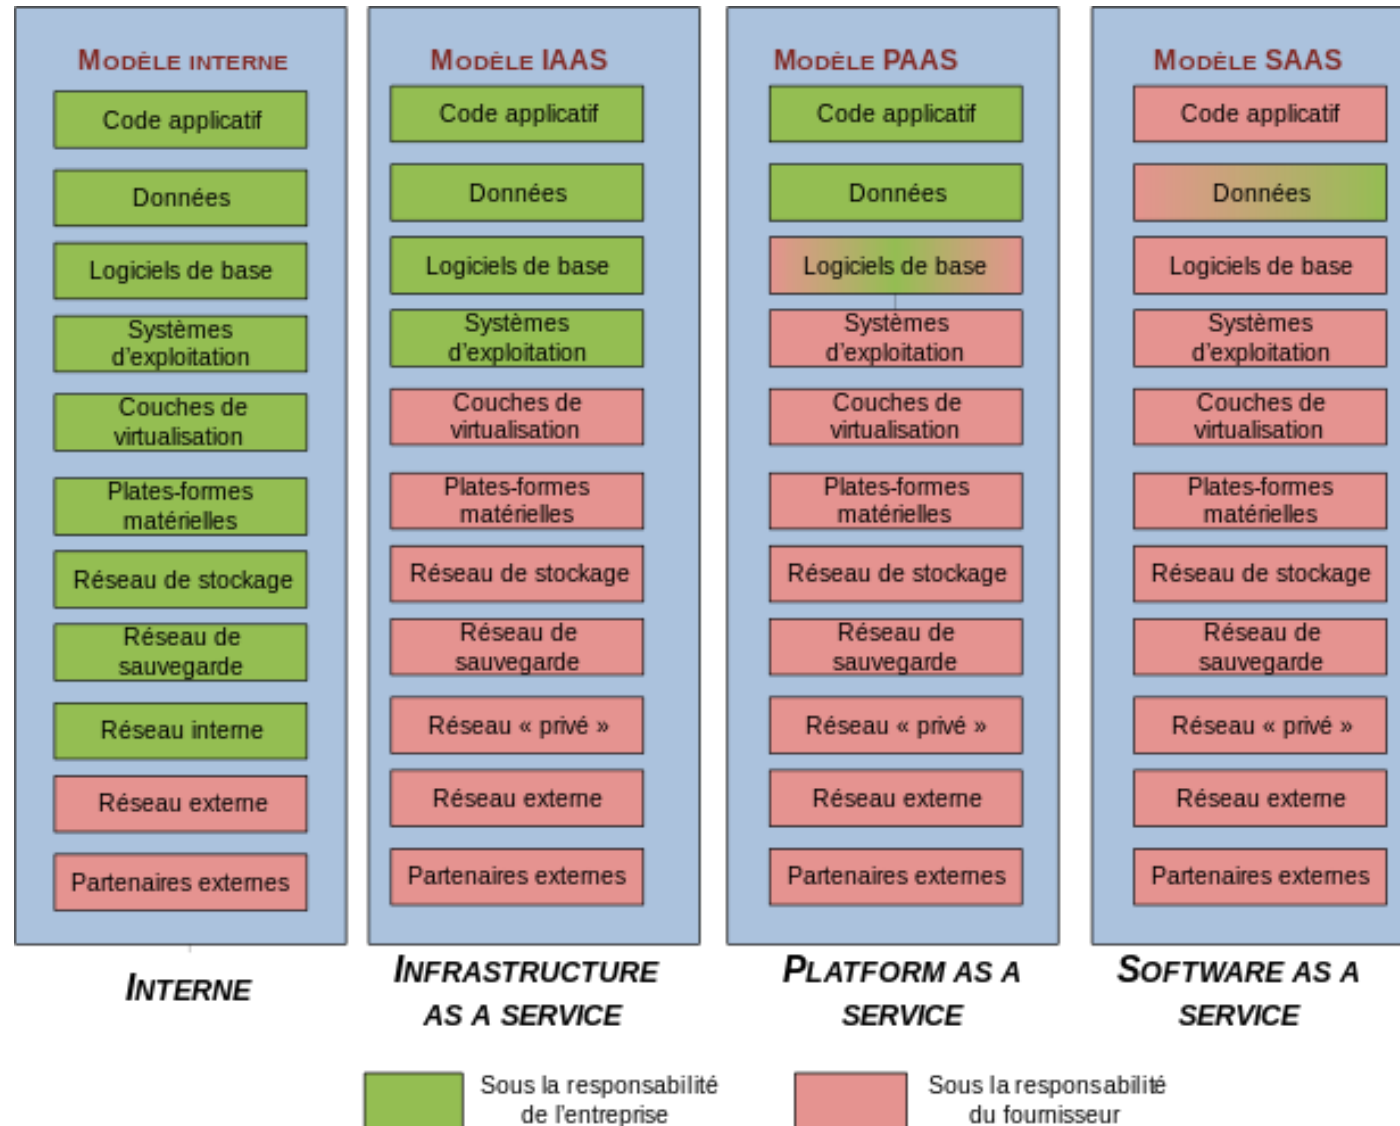 MODÈLE INTERNE
Code applicatif
Données
Logiciels de base
Systèmes
d'exploitation
Couches de
virtualisation
Plates-formes
matérielles
Réseau de stockage
Réseau de
sauvegarde
Réseau interne
Réseau externe
Partenaires externes
INTERNE
MODÈLE IAAS
Code applicatif
Données
Logiciels de base
Systèmes
d'exploitation
Couches de
virtualisation
Plates-formes
matérielles
Réseau de stockage
Réseau de
sauvegarde
Réseau « privé »
Réseau externe
Partenaires externes
INFRASTRUCTURE
AS A SERVICE
MODÈLE PAAS
Code applicatif
Données
Logiciels de base
Systèmes
d'exploitation
Couches de
virtualisation
Plates-formes
matérielles
Réseau de stockage
Réseau de
sauvegarde
Réseau « privé »
Réseau externe
Partenaires externes
PLATFORM AS A
SERVICE
MODÈLE SAAS
Code applicatif
Données
Logiciels de base
Systèmes
d'exploitation
Couches de
virtualisation
Plates-formes
matérielles
Réseau de stockage
Réseau de
sauvegarde
Réseau « privé »
Réseau externe
Partenaires externes
SOFTWARE AS A
SERVICE
Sous la responsabilité
de l'entreprise
Sous la responsabilité
du fournisseur